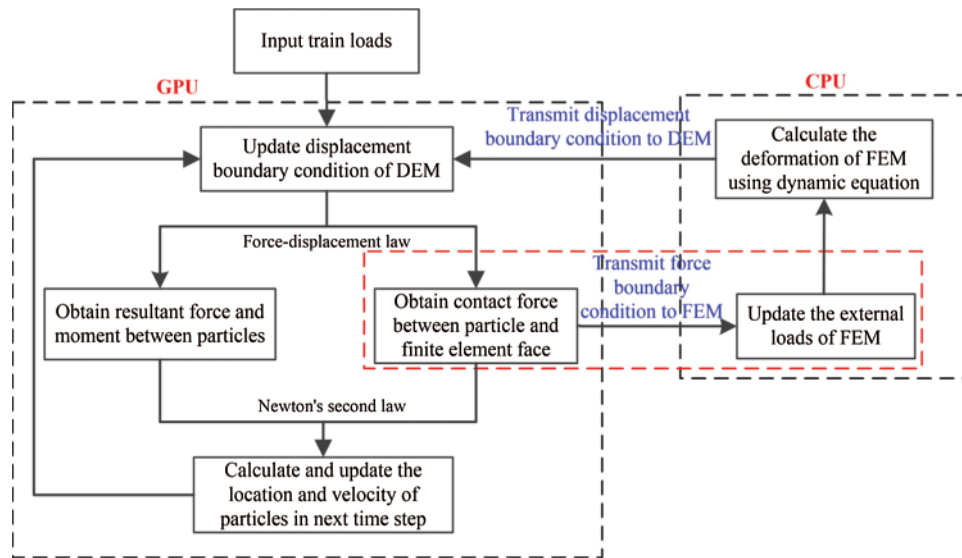 Input train loads
GPU
CPU
Update displacement
boundary condition of DEM
Transmit displacement
boundary condition to DEM
Calculate the
deformation of FEM
using dynamic equation
Force-displacement law
Obtain resultant force and
moment between particles
Obtain contact force
between particle and
finite element face
Transmit force
boundary
condition to FEM
Update the external
loads of FEM
Newton's second law
Calculate and update the
location and velocity of
particles in next time step